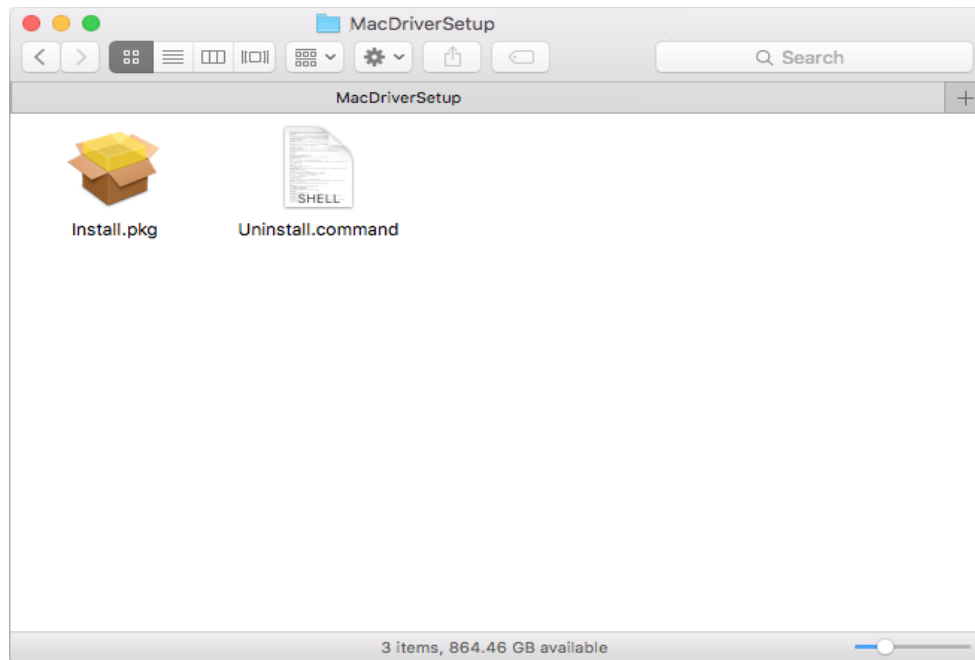 MacDriverSetup
Search
MacDriverSetup
SHELL
Install.pkg
Uninstall.command
3 items, 864.46 GB available